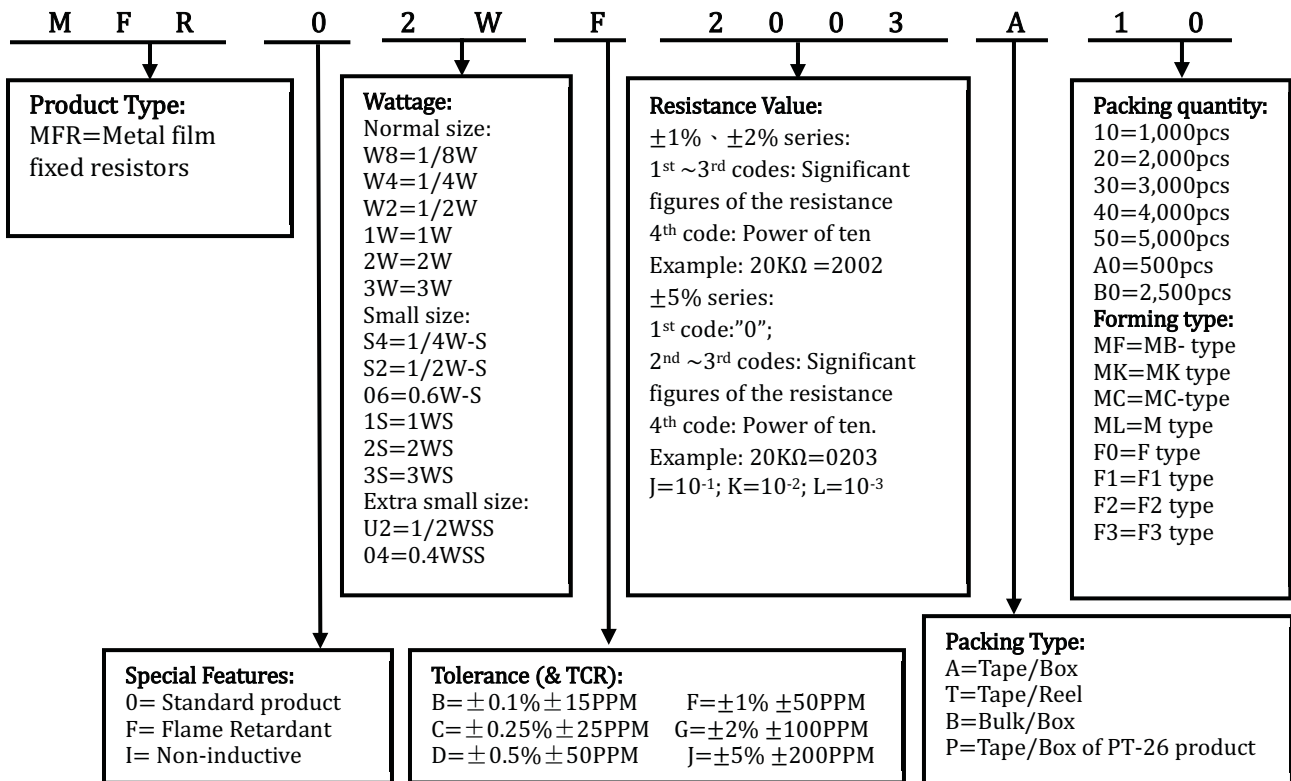 M F R 0 2 W F 2 0 0 3 A 1 0
Product Type:
MFR=Metal film
fixed resistors
Wattage:
Normal size:
W8=1/8W
W4=1/4W
W2=1/2W
1W=1W
2W=2W
3W=3W
Small size:
S4=1/4W-S
S2=1/2W-S
06=0.6W-S
1S=1WS
2S=2WS
3S=3WS
Extra small size:
U2=1/2WSS
04=0.4WSS
Resistance Value:
±1%、±2% series:
1st ~3rd codes: Significant
figures of the resistance
4th code: Power of ten
Example: 20KΩ =2002
±5% series:
1st code:”0”;
2nd ~3rd codes: Significant
figures of the resistance
4th code: Power of ten.
Example: 20KΩ=0203
J=10-1; K=10-2; L=10-3
Packing quantity:
10=1,000pcs
20=2,000pcs
30=3,000pcs
40=4,000pcs
50=5,000pcs
A0=500pcs
B0=2,500pcs
Forming type:
MF=MB- type
MK=MK type
MC=MC-type
ML=M type
F0=F type
F1=F1 type
F2=F2 type
F3=F3 type
Special Features:
0= Standard product
F= Flame Retardant
I= Non-inductive
Tolerance (& TCR):
B=±0.1%±15PPM F=±1% ±50PPM
C=±0.25%±25PPM G=±2% ±100PPM
D=±0.5%±50PPM J=±5% ±200PPM
Packing Type:
A=Tape/Box
T=Tape/Reel
B=Bulk/Box
P=Tape/Box of PT-26 product